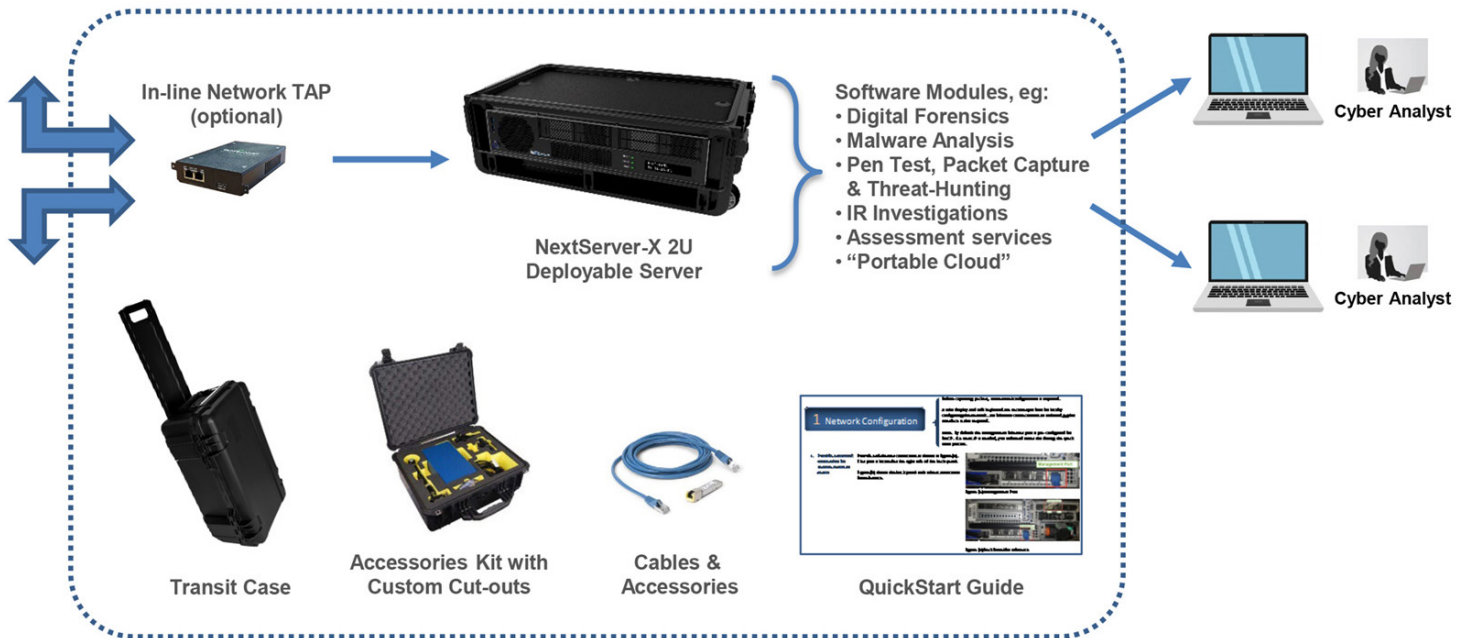 In-line Network TAP
(optional)
NextServer-X 2U
Deployable Server
Software Modules, eg:
• Digital Forensics
• Malware Analysis
• Pen Test, Packet Capture
& Threat-Hunting
• IR Investigations
• Assessment services
• “Portable Cloud”
Cyber Analyst
Cyber Analyst
Transit Case
Accessories Kit with
Custom Cut-outs
Cables &
Accessories
1 Network Configuration
Management Port
QuickStart Guide